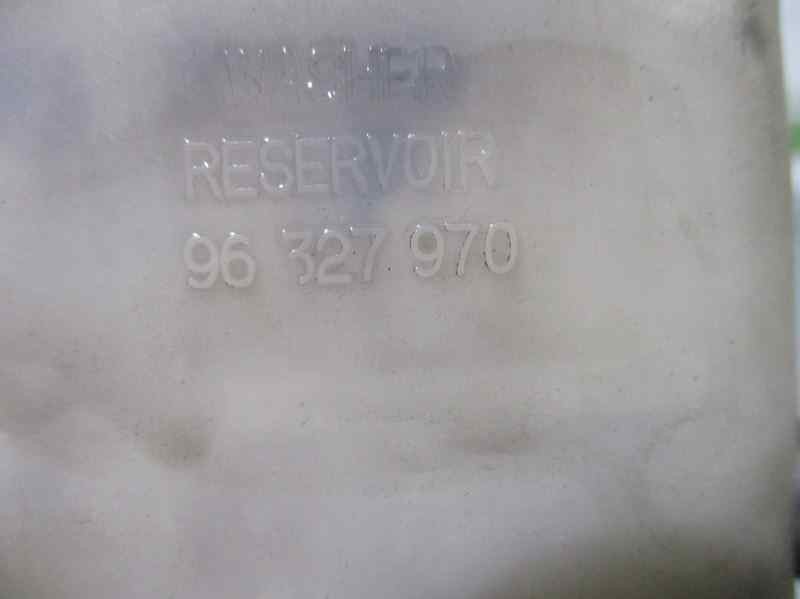 WASHER
RESERVOIR
96 327 970